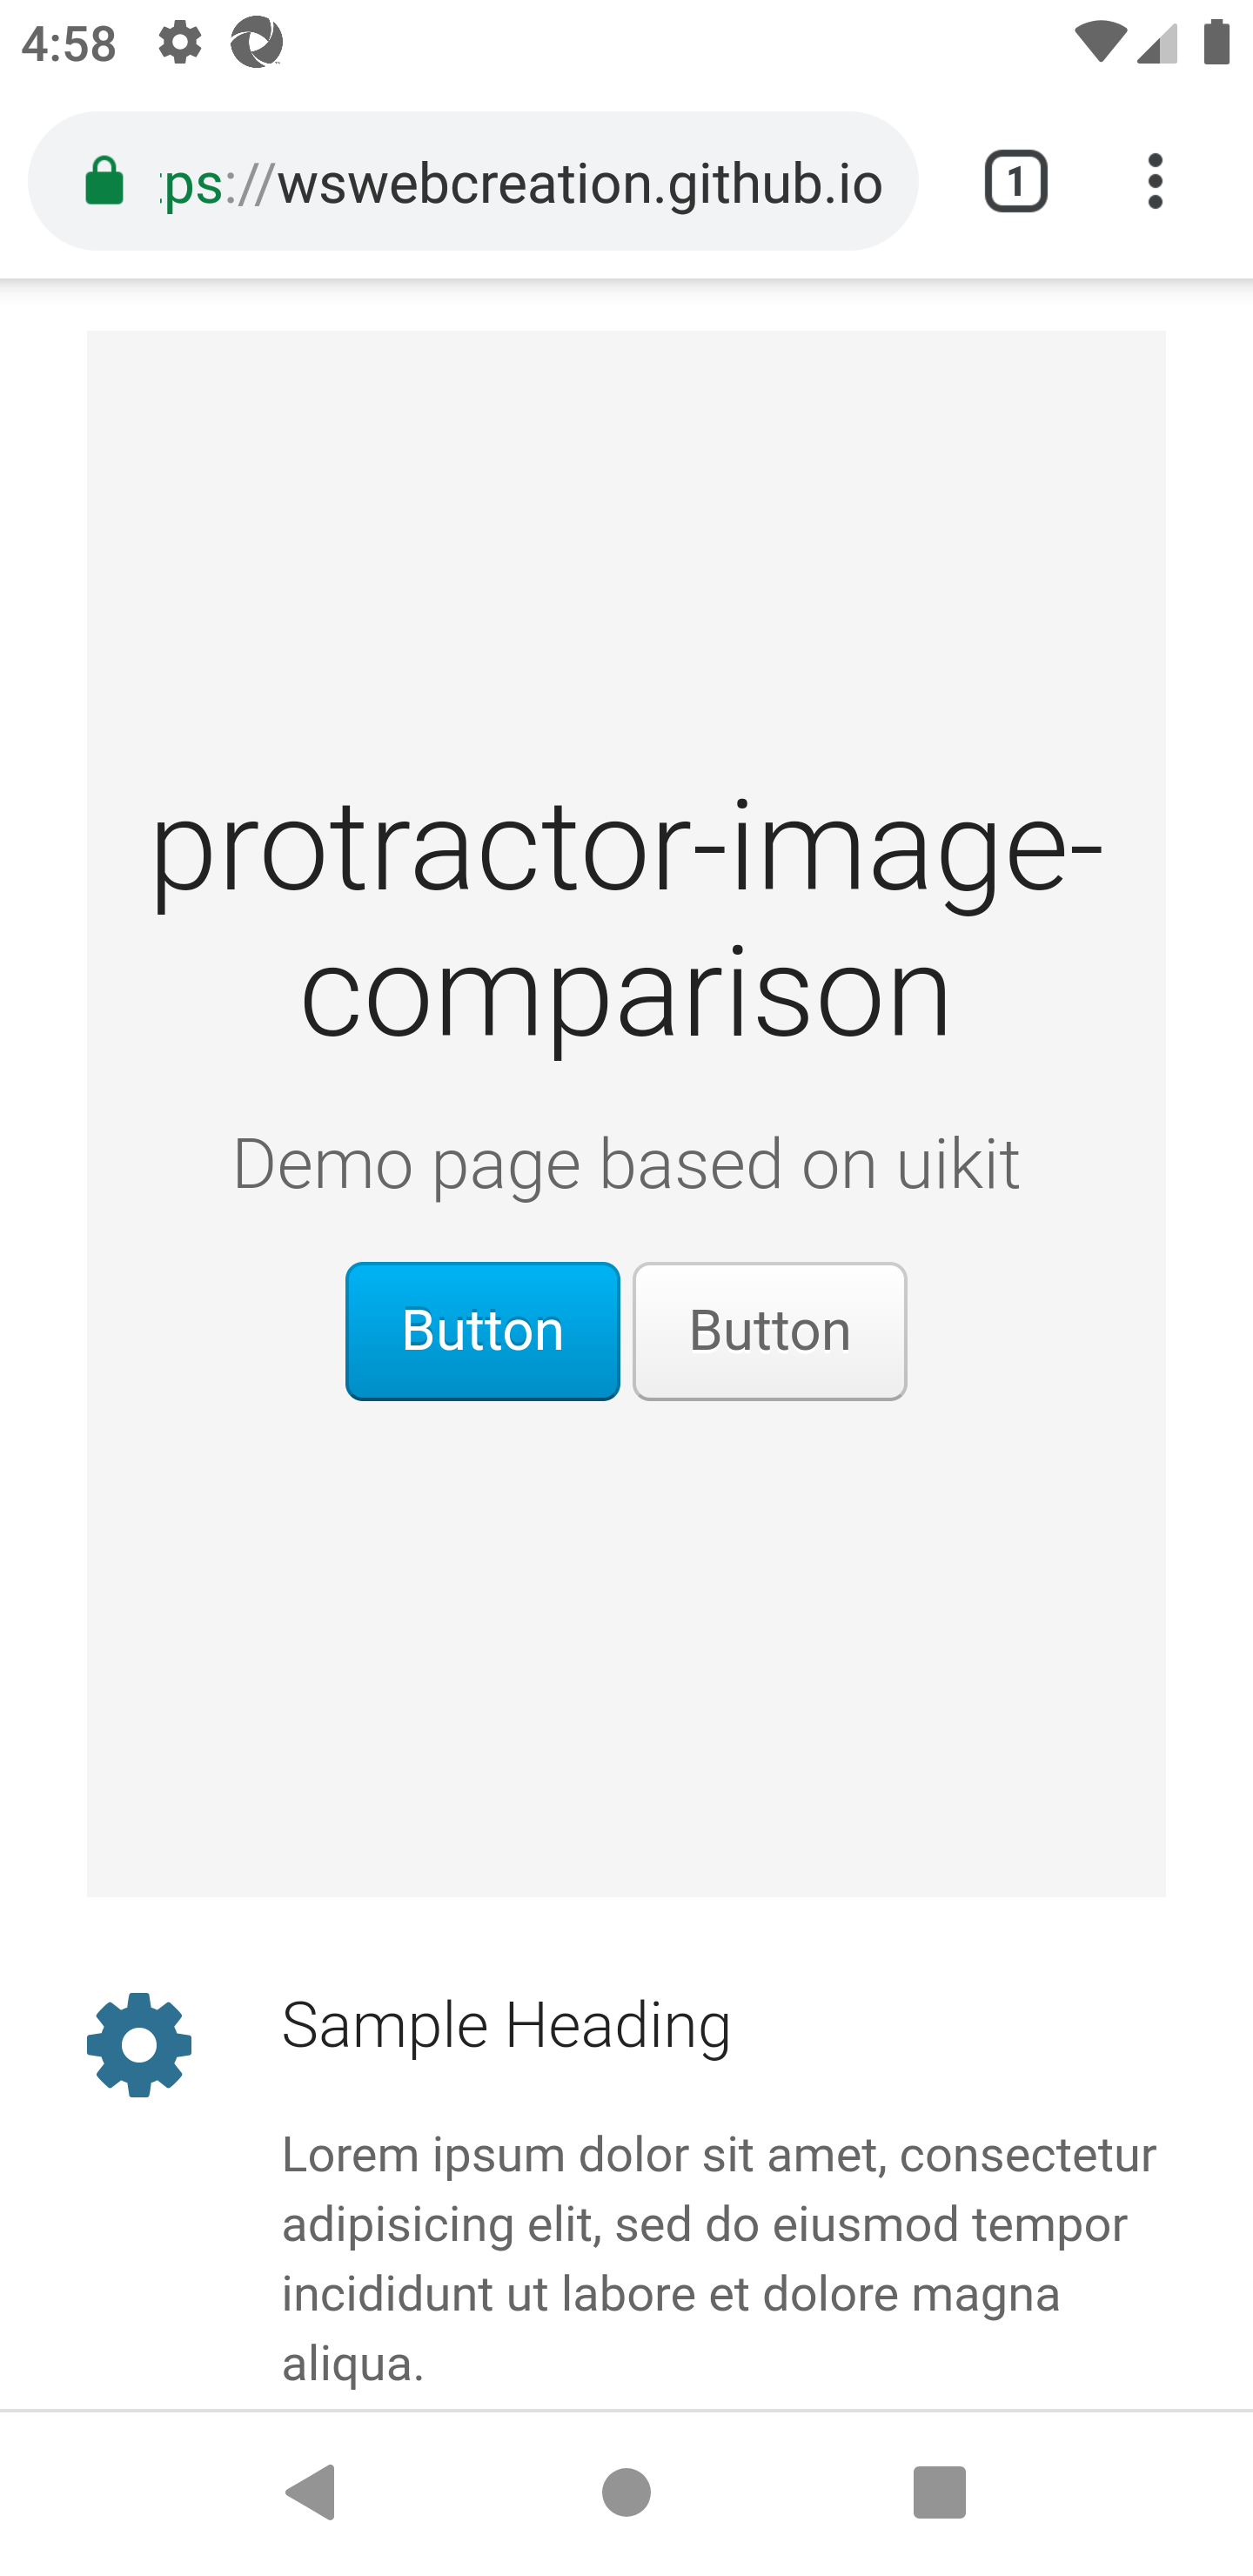 4:58
tps://wswebcreation.github.io
1
protractor-image-
comparison
Demo page based on uikit
Button Button
Sample Heading
Lorem ipsum dolor sit amet, consectetur
adipisicing elit, sed do eiusmod tempor
incididunt ut labore et dolore magna
aliqua.